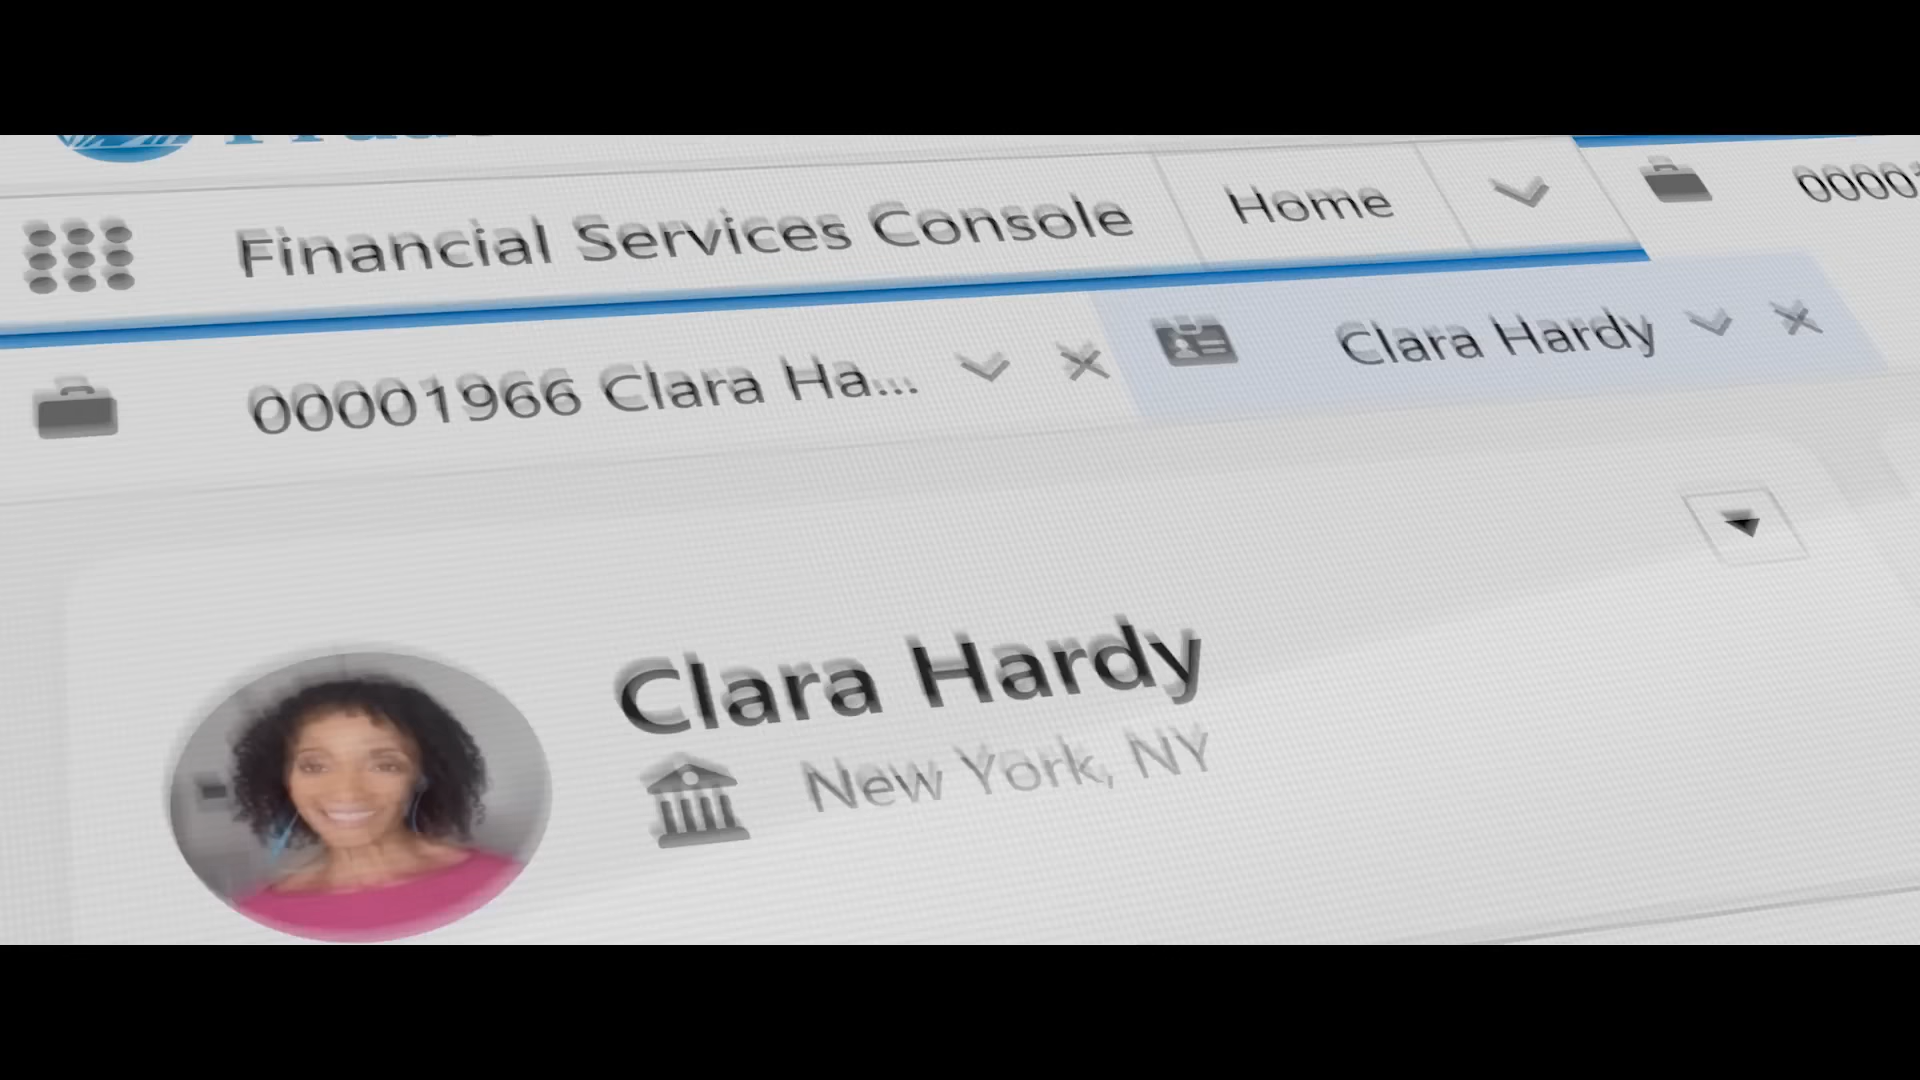 Financial Services Console
Home
00001966 Clara Ha...
Clara Hardy
Clara Hardy
New York, NY